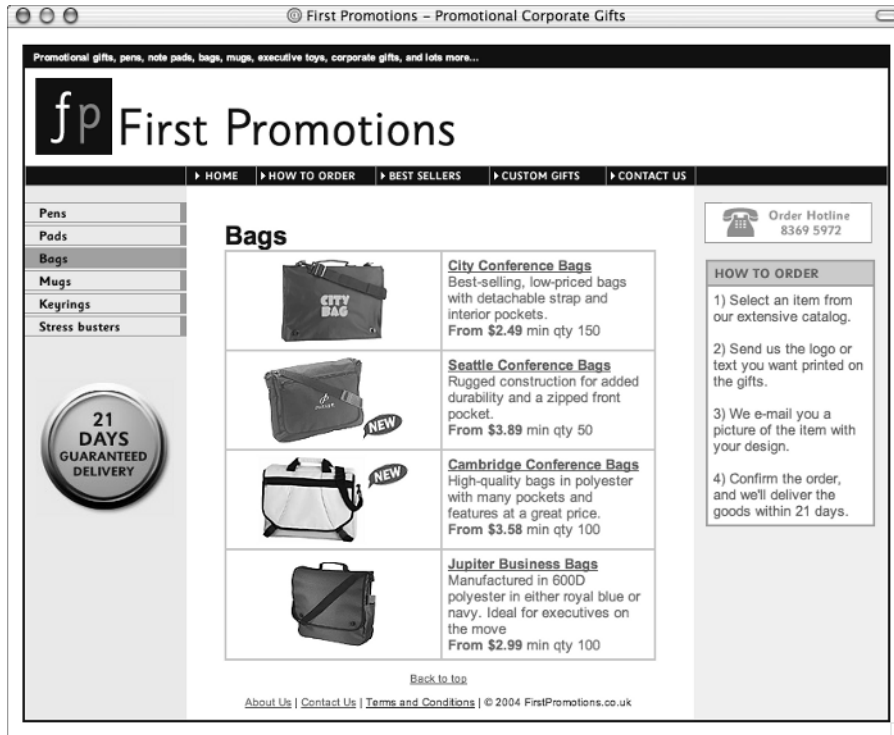 @ First Promotions – Promotional Corporate Gifts
Promotional gifts, pens, note pads, bags, mugs, executive toys, corporate gifts, and lots more...
fp First Promotions
HOME HOW TO ORDER BEST SELLERS CUSTOM GIFTS CONTACT US
Pens
Pads
Bags
Mugs
Keyrings
Stress busters
21
DAYS
GUARANTEED
DELIVERY
Bags
CITY
BAG
City Conference Bags
Best-selling, low-priced bags
with detachable strap and
interior pockets.
From $2.49 min qty 150
NEW
Seattle Conference Bags
Rugged construction for added
durability and a zipped front
pocket.
From $3.89 min qty 50
NEW
Cambridge Conference Bags
High-quality bags in polyester
with many pockets and
features at a great price.
From $3.58 min qty 100
Jupiter Business Bags
Manufactured in 600D
polyester in either royal blue or
navy. Ideal for executives on
the move
From $2.99 min qty 100
Back to top
About Us | Contact Us | Terms and Conditions | © 2004 FirstPromotions.co.uk
Order Hotline
8369 5972
HOW TO ORDER
1) Select an item from
our extensive catalog.
2) Send us the logo or
text you want printed on
the gifts.
3) We e-mail you a
picture of the item with
your design.
4) Confirm the order,
and we'll deliver the
goods within 21 days.